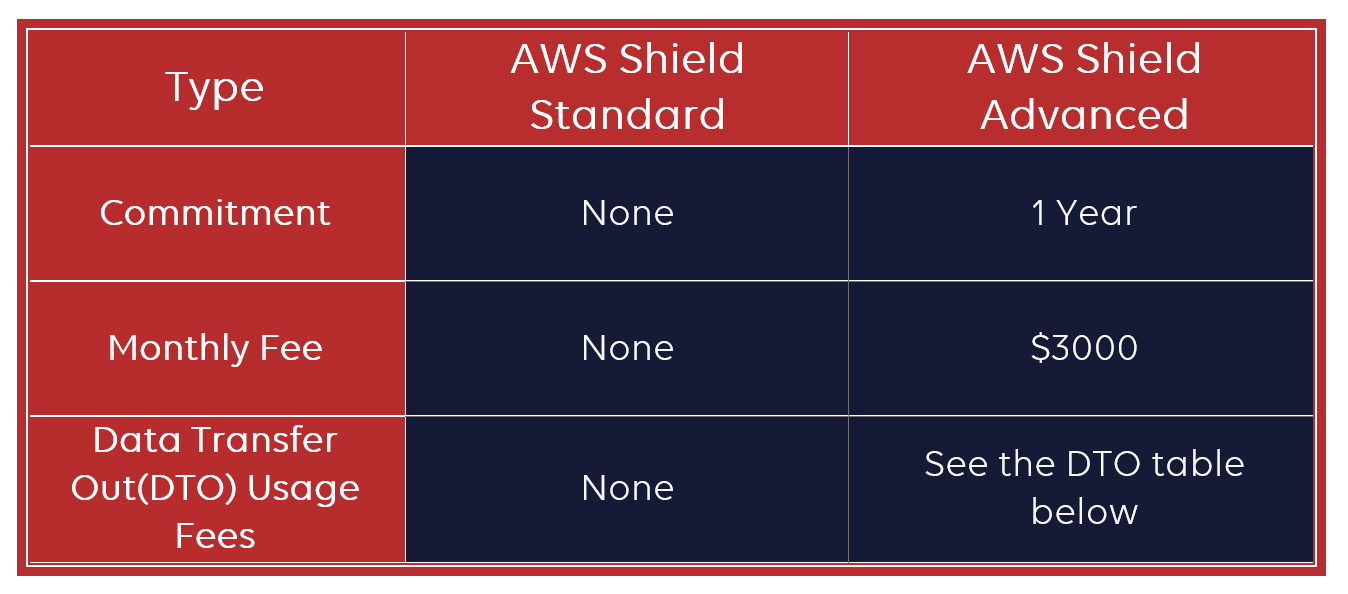 Type
AWS Shield
Standard
AWS Shield
Advanced
Commitment
None
1 Year
Monthly Fee
None
$3000
Data Transfer
Out(DTO) Usage
Fees
None
See the DTO table
below